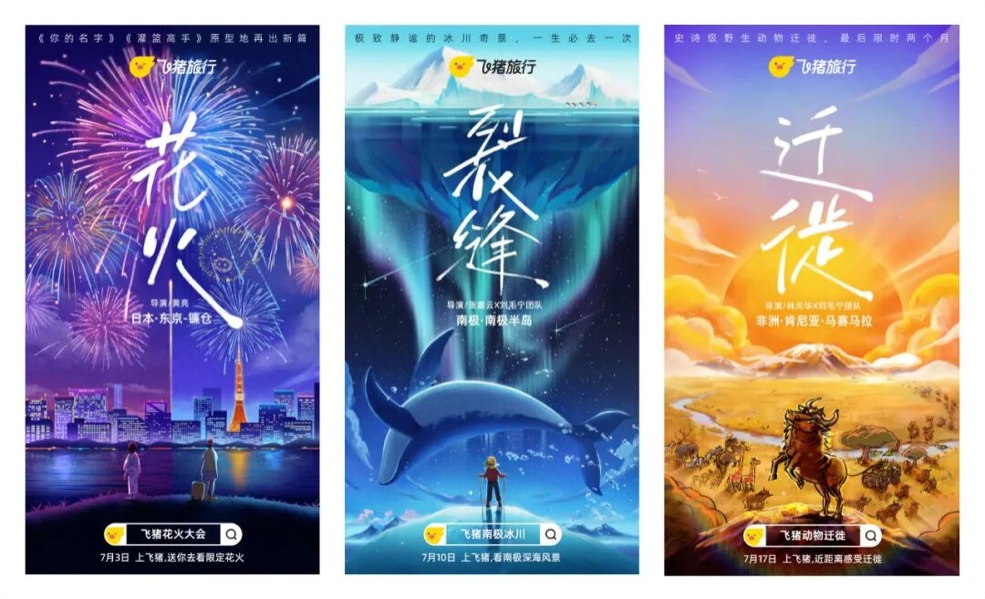 《你的名字》《灌篮高手》原型地再出新篇
飞猪旅行
花火
导演/黄亮
日本·东京-镰仓
飞猪花火大会
7月3日 上飞猪,送你去看限定花火
极致静谧的冰川奇景,一生必去一次
飞猪旅行
裂缝
导演/张嘉云X刘毛宁团队
南极·南极半岛
飞猪南极冰川
7月10日 上飞猪,看南极深海风景
史诗级野生动物迁徙,最后限时两个月
飞猪旅行
迁徙
导演/林天华X刘毛宁团队
非洲·肯尼亚·马赛马拉
飞猪动物迁徙
7月17日 上飞猪,近距离感受迁徙